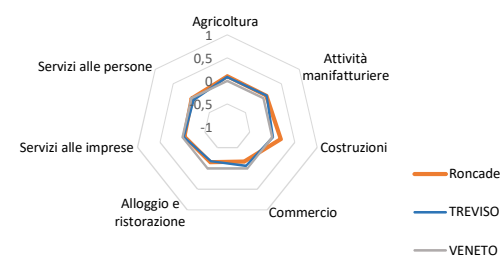 Agricoltura
1
0,5
0
0,5
-1
Attività
manifatturiere
Costruzioni
Commercio
Alloggio e
ristorazione
Servizi alle imprese
Servizi alle persone
Roncade
TREVISO
VENETO